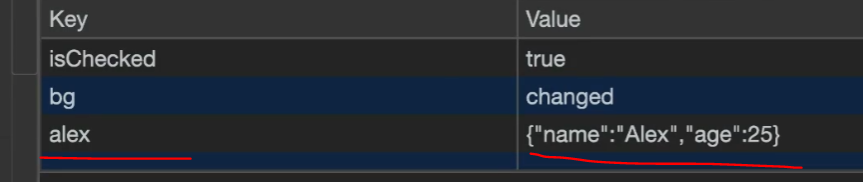 Key Value
isChecked true
bg changed
alex {"name":"Alex","age":25}